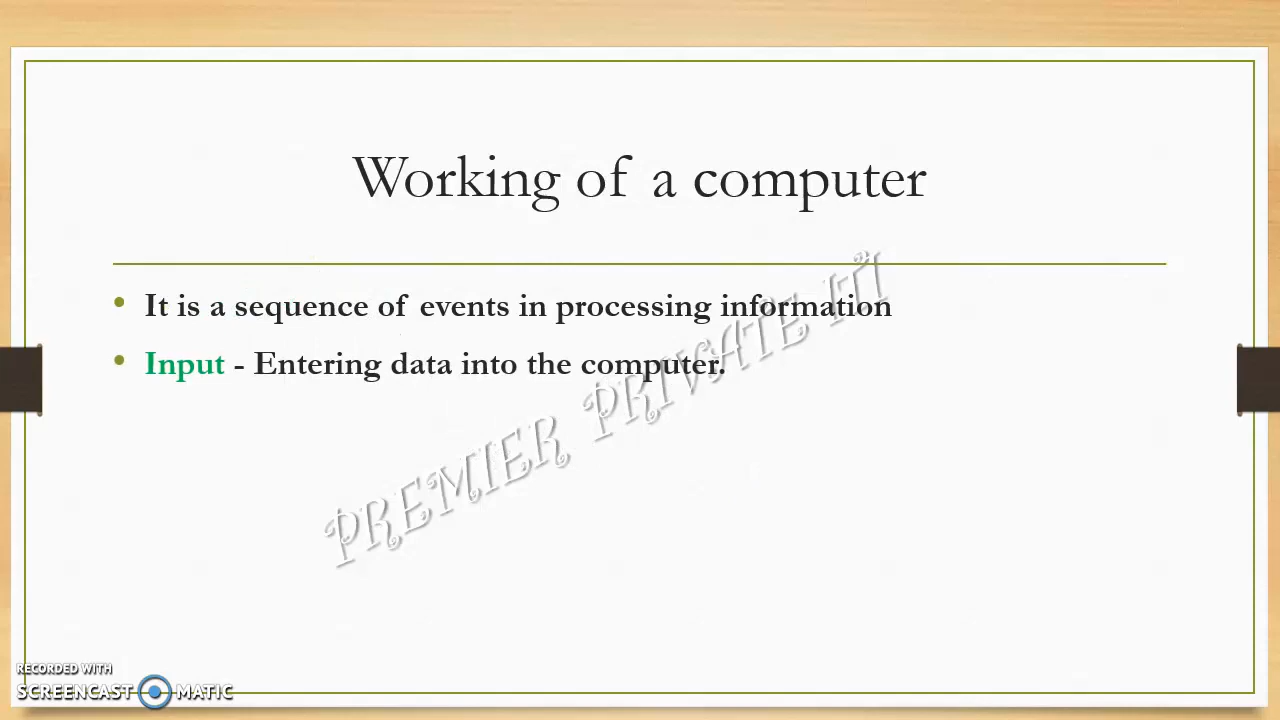 Working of a computer
• It is a sequence of events in processing information
• Input - Entering data into the computer.
PREMIER PRIVATE ITI
RECORDED WITH
SCREENCAST MATIC